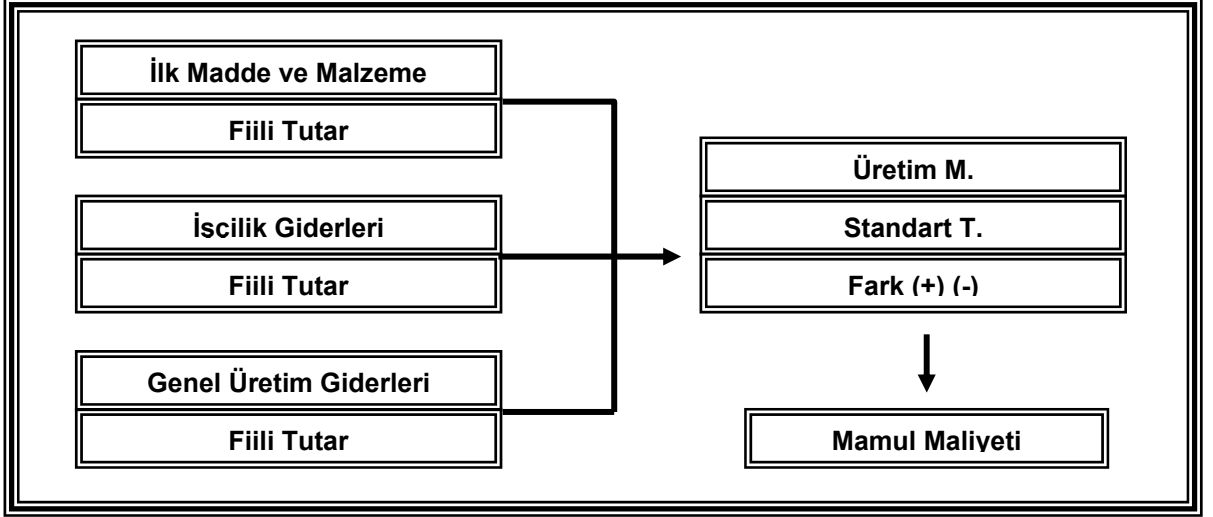 İlk Madde ve Malzeme
Fiili Tutar
İscilik Giderleri
Fiili Tutar
Genel Üretim Giderleri
Fiili Tutar
Üretim M.
Standart T.
Fark (+) (-)
Mamul Maliyeti